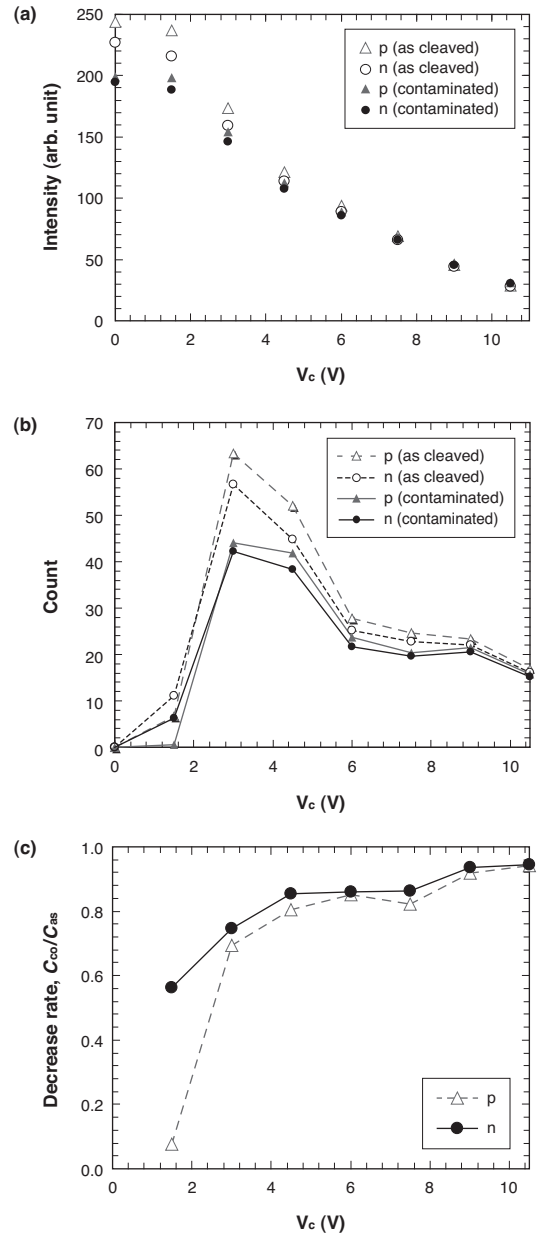 (a)
250
200
150
100
50
0
Intensity (arb. unit)
p (as cleaved)
n (as cleaved)
p (contaminated)
n (contaminated)
0 2 4 6 8 10
Vc (V)
(b)
70
60
50
40
30
20
10
0
Count
p (as cleaved)
n (as cleaved)
p (contaminated)
n (contaminated)
0 2 4 6 8 10
Vc (V)
(c)
1.0
0.8
0.6
0.4
0.2
0.0
Decrease rate, Cco/Cas
p
n
0 2 4 6 8 10
Vc (V)